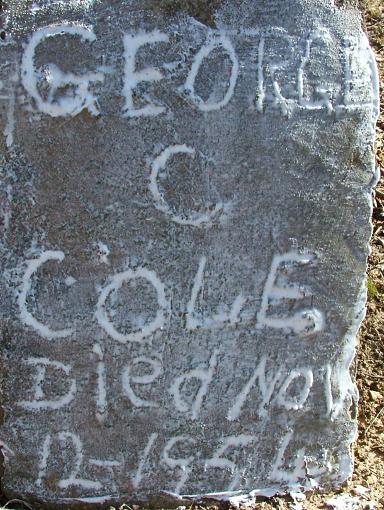 GEORGE
C
COLE
Died Nov
12-1954